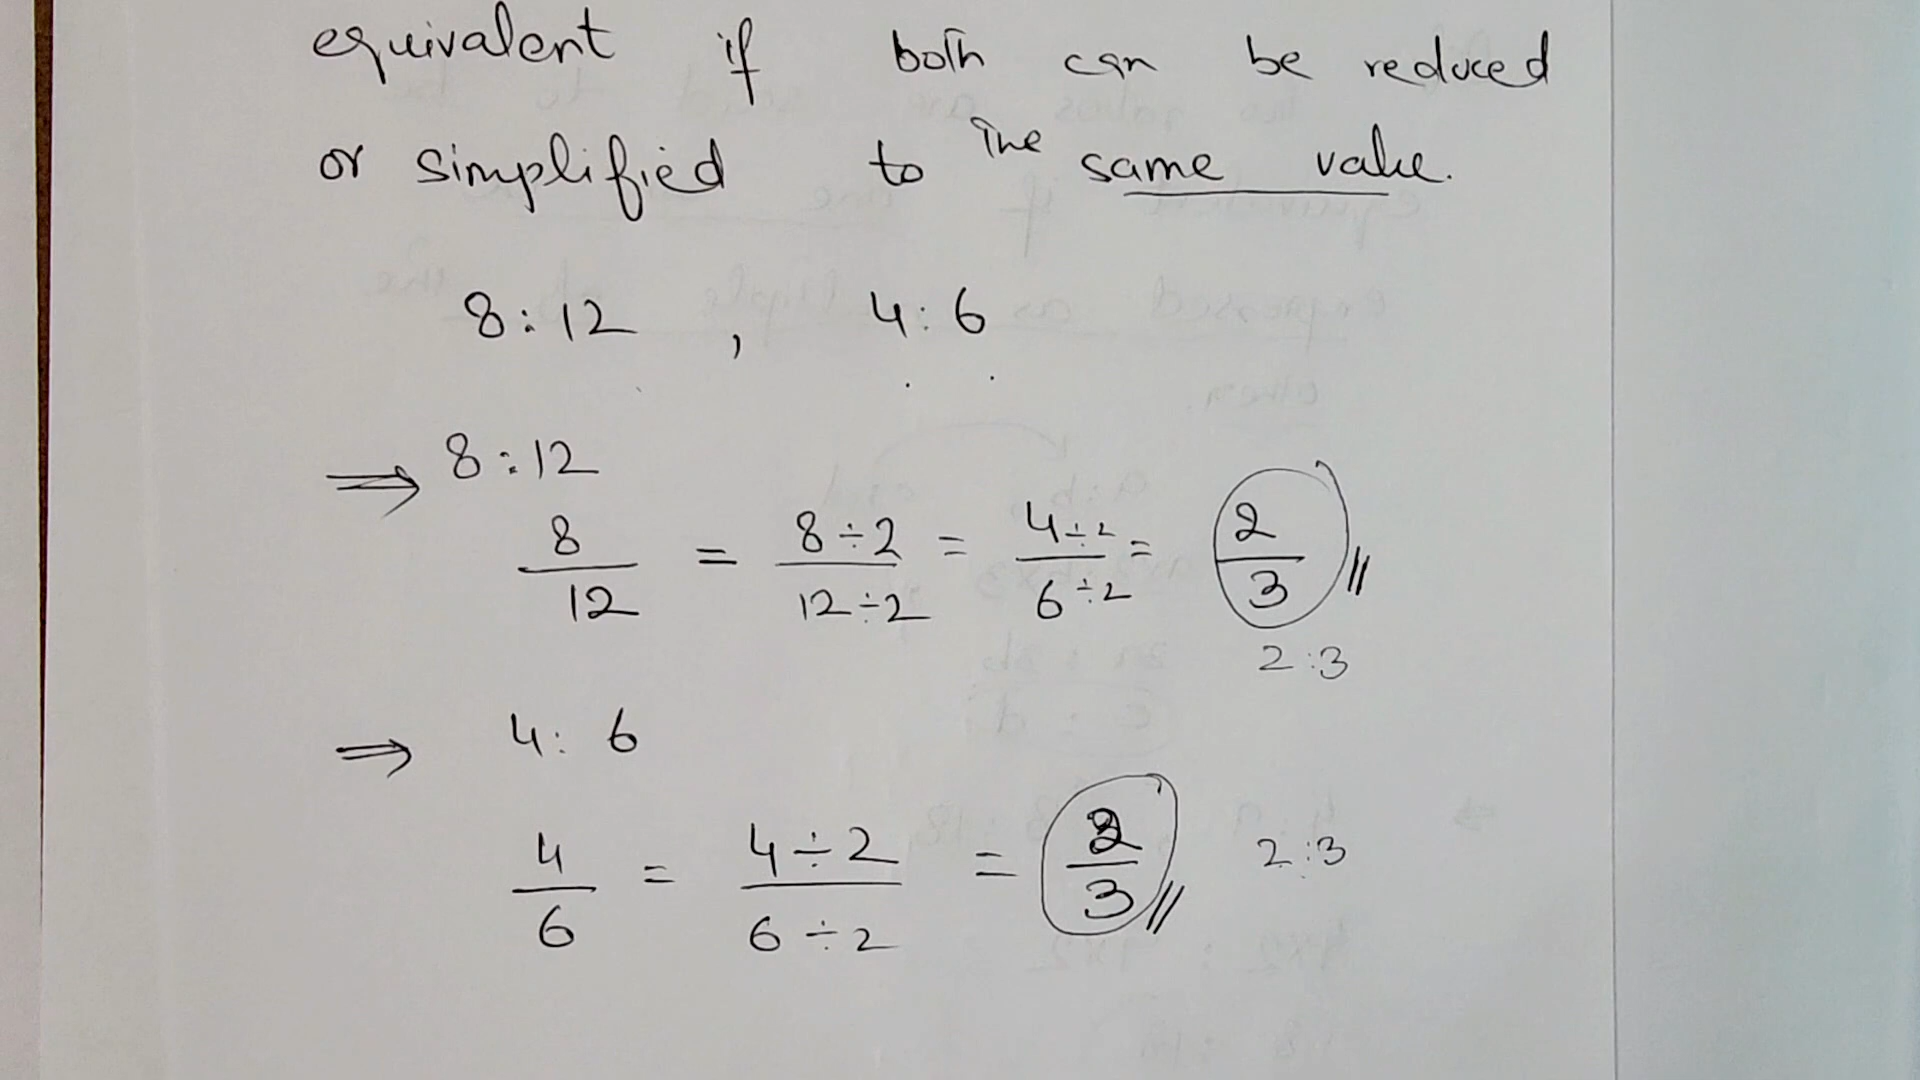 equivalent if both can be reduced
or simplified to the same value.
8:12 , 4:6
⇒ 8:12
8/12 = 8÷2/12÷2 = 4÷2/6÷2 = 2/3 //
2:3
⇒ 4:6
4/6 = 4÷2/6÷2 = 2/3 // 2:3